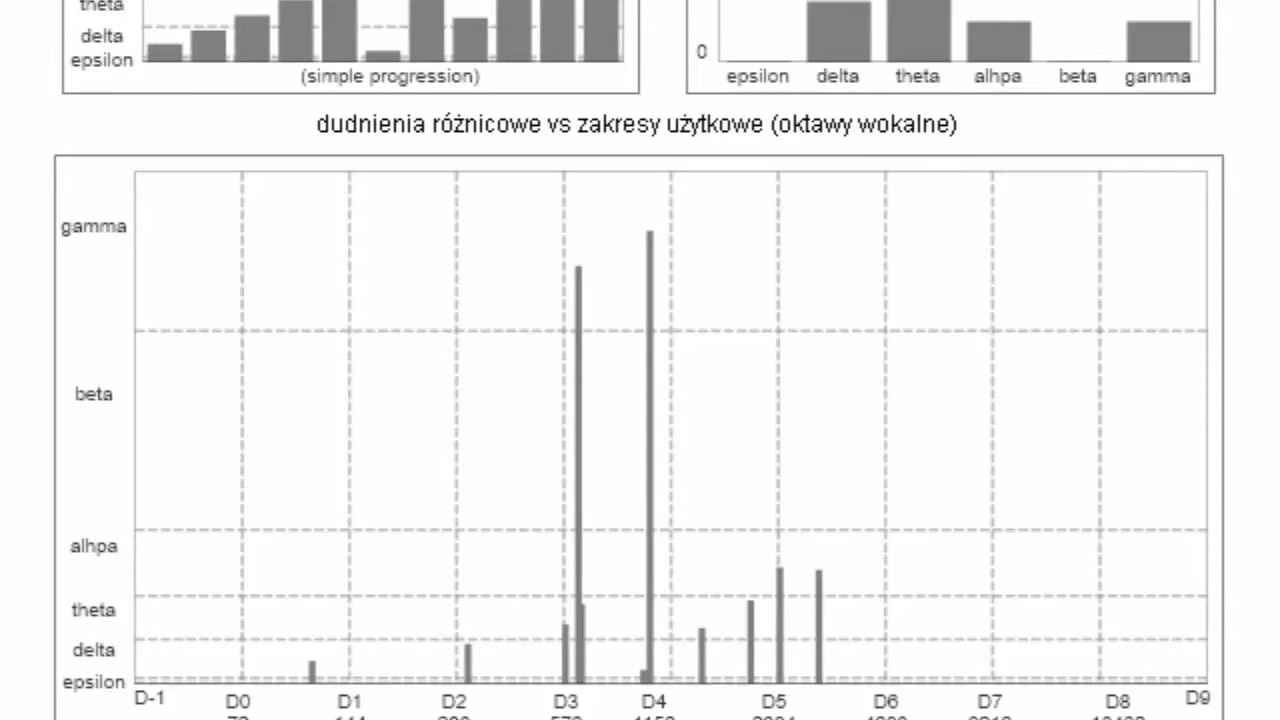 theta
delta
epsilon
(simple progression)
0
epsilon delta theta alhpa beta gamma
dudnienia różnicowe vs zakresy użytkowe (oktawy wokalne)
gamma
beta
alhpa
theta
delta
epsilon
D-1 D0 D1 D2 D3 D4 D5 D6 D7 D8 D9